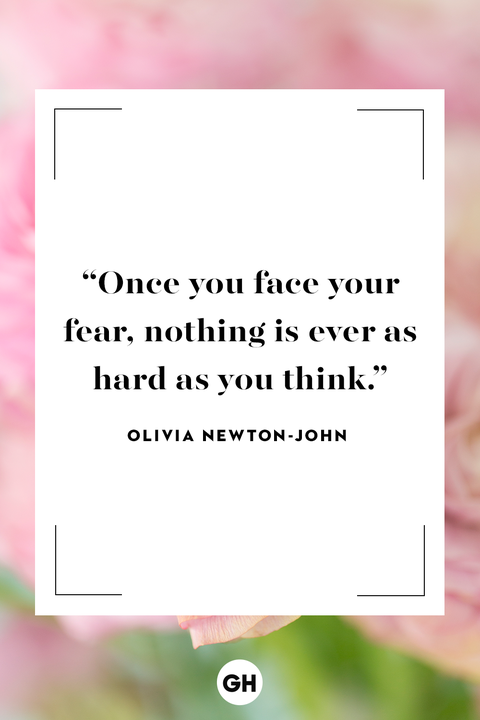 “Once you face your
fear, nothing is ever as
hard as you think.”
OLIVIA NEWTON-JOHN
GH